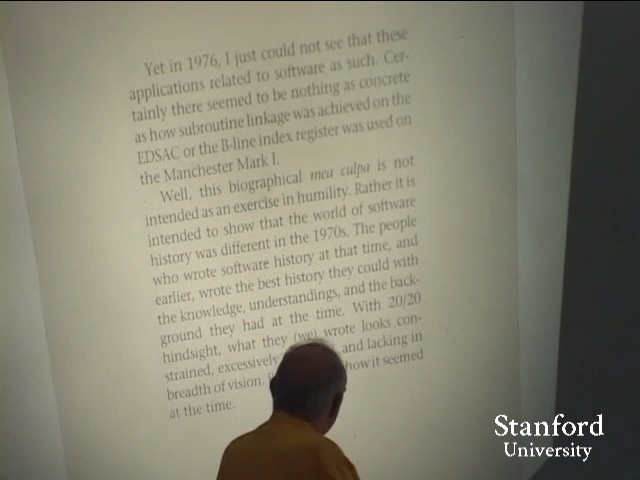 Yet in 1976, I just could not see that these
applications related to software as such. Cer-
tainly there seemed to be nothing as concrete
as how subroutine linkage was achieved on the
EDSAC or the B-line index register was used on
the Manchester Mark I.
Well, this biographical mea culpa is not
intended as an exercise in humility. Rather it is
intended to show that the world of software
history was different in the 1970s. The people
who wrote software history at that time, and
earlier, wrote the best history they could with
the knowledge, understandings, and the back-
ground they had at the time. With 20/20
hindsight, what they (we) wrote looks con-
strained, excessively and lacking in
breadth of vision. how it seemed
at the time.
Stanford
University